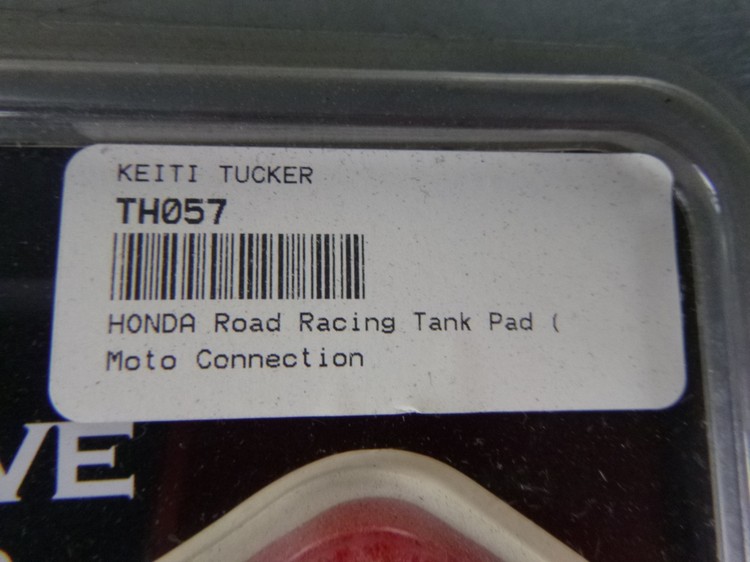 KEITI TUCKER
TH057
HONDA Road Racing Tank Pad (
Moto Connection
VE